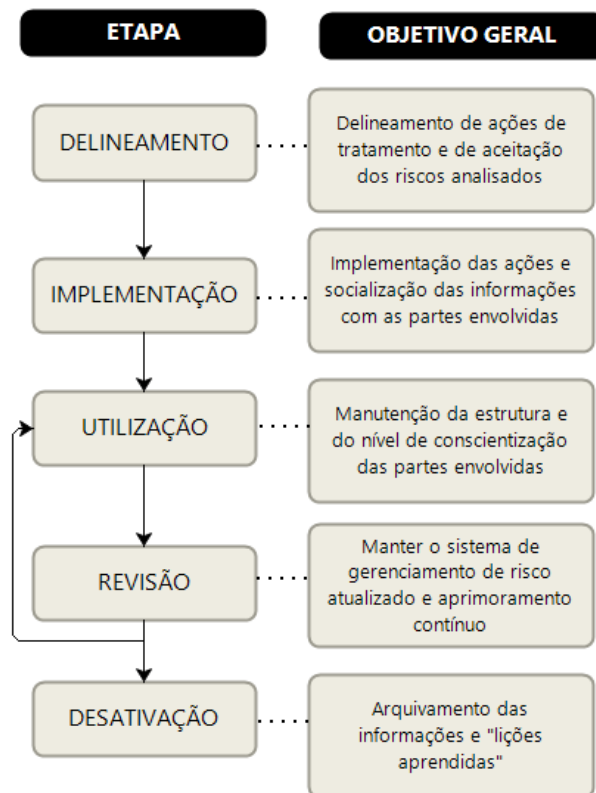 ETAPA
OBJETIVO GERAL
DELINEAMENTO
Delineamento de ações de
tratamento e de aceitação
dos riscos analisados
IMPLEMENTAÇÃO
Implementação das ações e
socialização das informações
com as partes envolvidas
UTILIZAÇÃO
Manutenção da estrutura e
do nível de conscientização
das partes envolvidas
REVISÃO
Manter o sistema de
gerenciamento de risco
atualizado e aprimoramento
contínuo
DESATIVAÇÃO
Arquivamento das
informações e "lições
aprendidas"